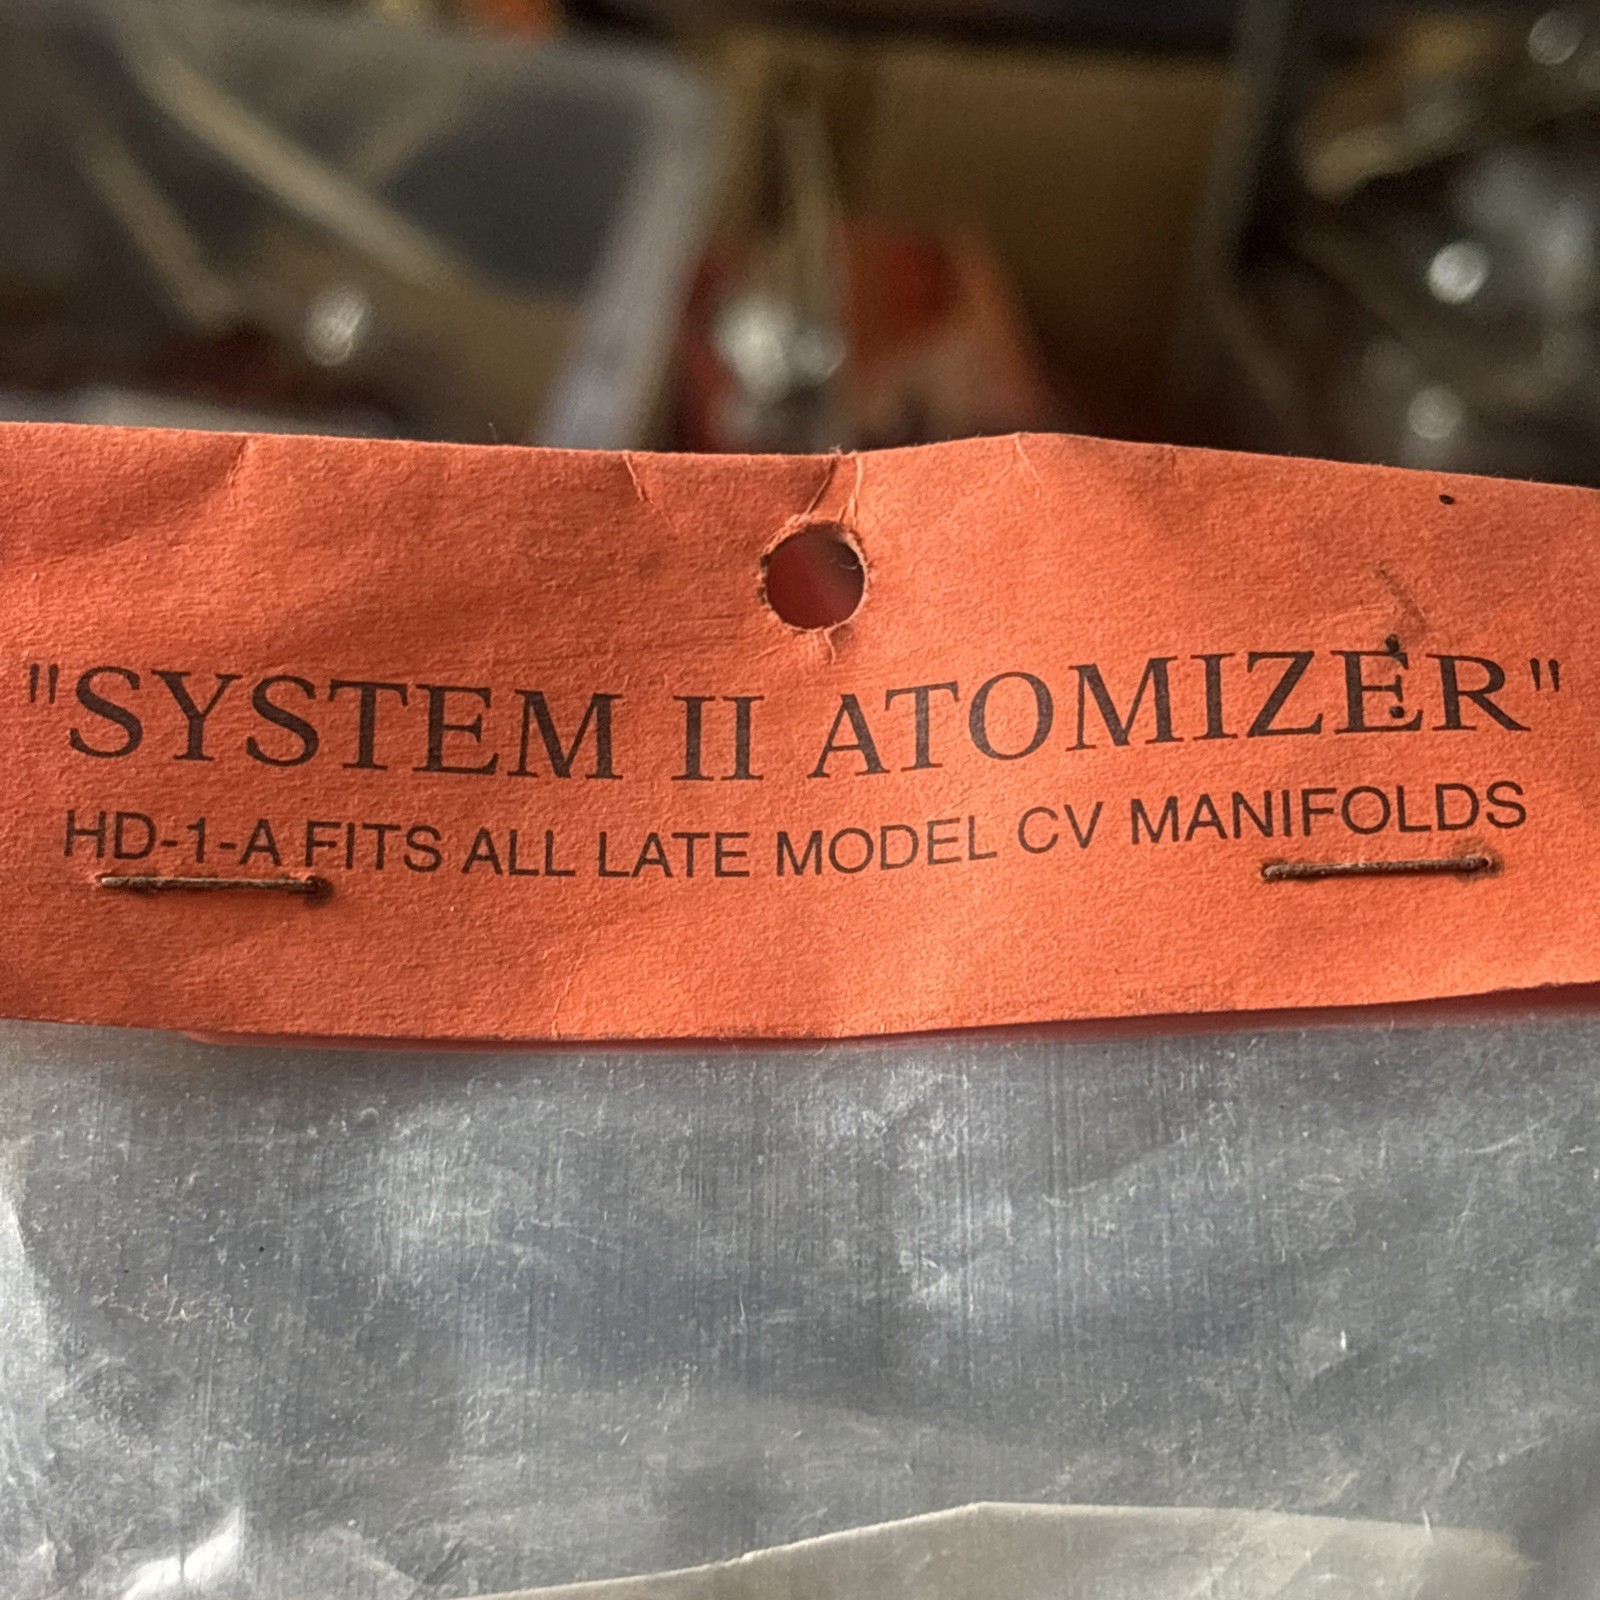 "SYSTEM II ATOMIZER"
HD-1-A FITS ALL LATE MODEL CV MANIFOLDS